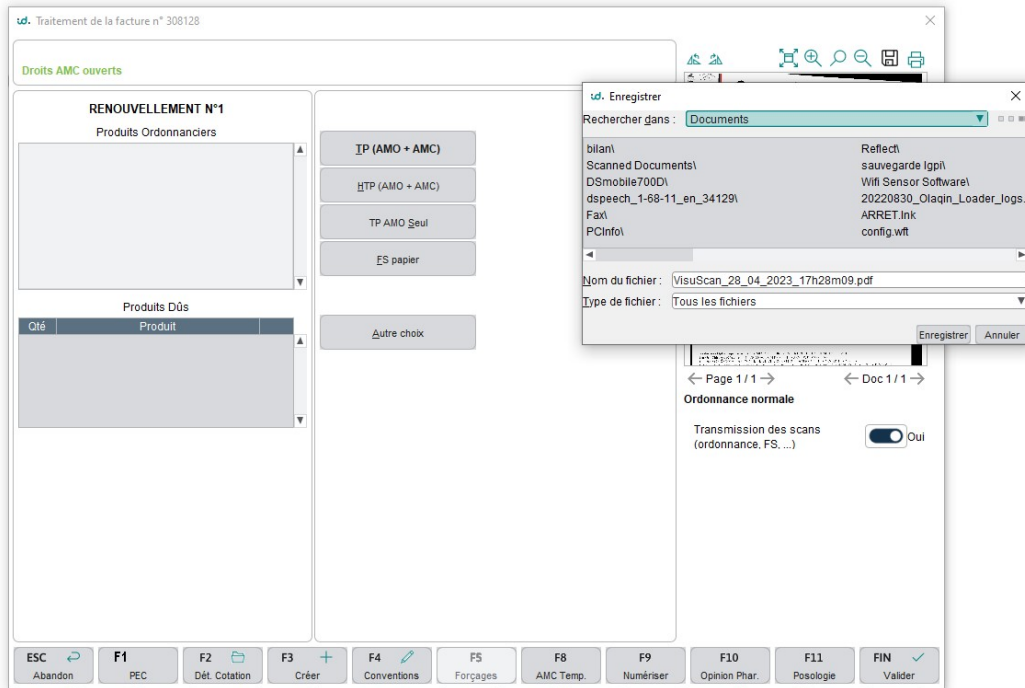 id. Traitement de la facture n° 308128
Droits AMC ouverts
RENOUVELLEMENT N°1
Produits Ordonnanciers
Produits Dûs
Qté Produit
TP (AMO + AMC)
HTP (AMO + AMC)
TP AMO Seul
FS papier
Autre choix
id. Enregistrer
Rechercher dans : Documents
bilan\ Reflect\
Scanned Documents\ sauvegarde lgpi\
DSmobile700D\ Wifi Sensor Software\
dspeech_1-68-11_en_34129\ 20220830_Olaqin_Loader_logs.
Fax\ ARRET.lnk
PCInfo\ config.wft
Nom du fichier : VisuScan_28_04_2023_17h28m09.pdf
Type de fichier : Tous les fichiers
Enregistrer Annuler
Page 1 / 1 Doc 1 / 1
Ordonnance normale
Transmission des scans
(ordonnance, FS, ...) Oui
ESC F1 F2 F3 F4 F5 F8 F9 F10 F11 FIN
Abandon PEC Dét. Cotation Créer Conventions Forçages AMC Temp. Numériser Opinion Phar. Posologie Valider